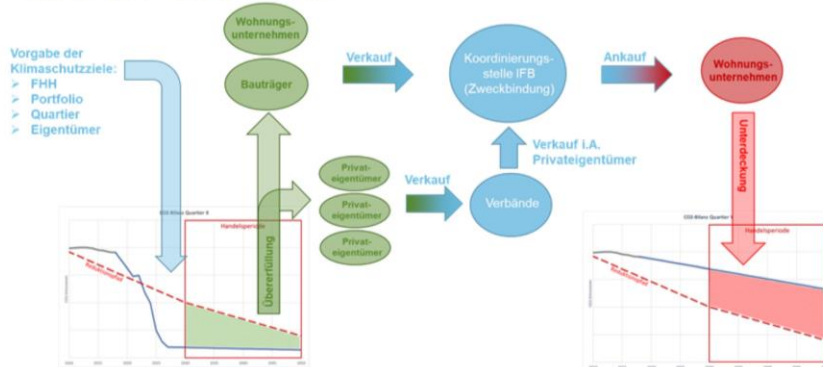 Vorgabe der
Klimaschutzziele:
FHH
Portfolio
Quartier
Eigentümer
Wohnungs-
unternehmen
Bauträger
Verkauf
Koordinierungs-
stelle IFB
(Zweckbindung)
Ankauf
Wohnungs-
unternehmen
Privat-
eigentümer
Privat-
eigentümer
Privat-
eigentümer
Verkauf
Verbände
Verkauf i.A.
Privateigentümer
Übererfüllung
Unterdeckung
Handelsperiode
Handelsperiode